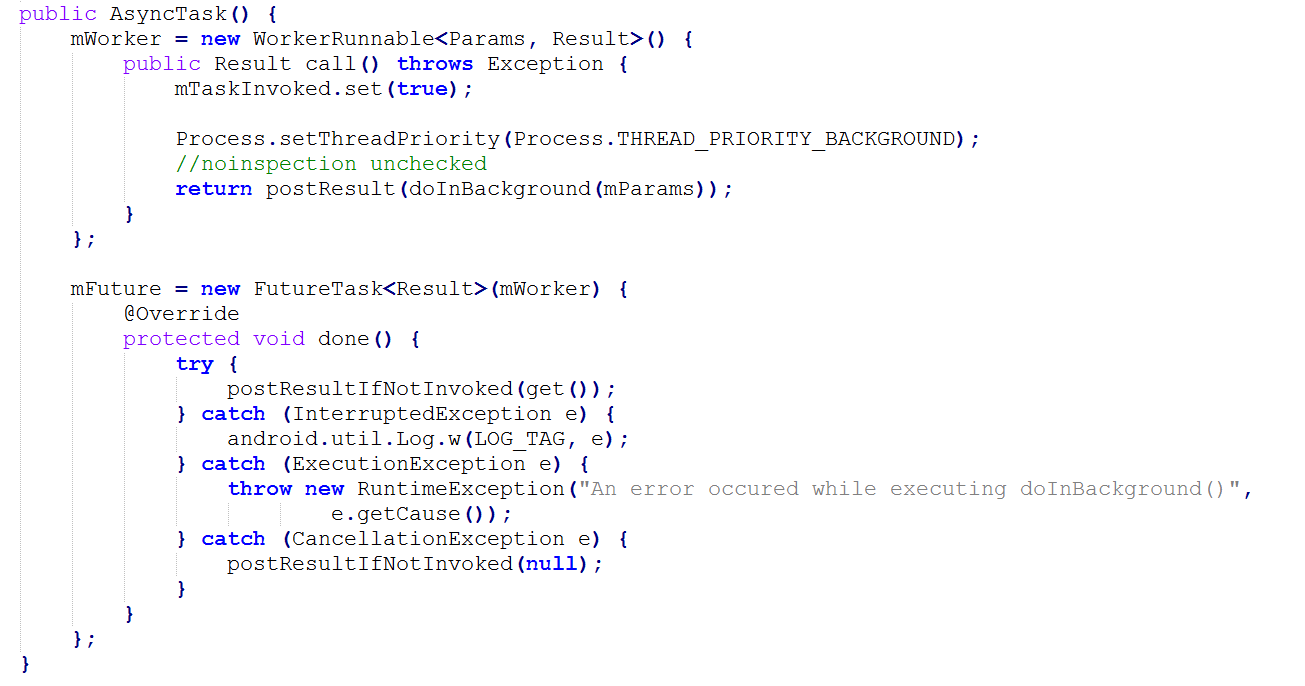 public AsyncTask() {
    mWorker = new WorkerRunnable<Params, Result>() {
        public Result call() throws Exception {
            mTaskInvoked.set(true);

            Process.setThreadPriority(Process.THREAD_PRIORITY_BACKGROUND);
            //noinspection unchecked
            return postResult(doInBackground(mParams));
        }
    };

    mFuture = new FutureTask<Result>(mWorker) {
        @Override
        protected void done() {
            try {
                postResultIfNotInvoked(get());
            } catch (InterruptedException e) {
                android.util.Log.w(LOG_TAG, e);
            } catch (ExecutionException e) {
                throw new RuntimeException("An error occured while executing doInBackground()",
                        e.getCause());
            } catch (CancellationException e) {
                postResultIfNotInvoked(null);
            }
        }
    };
}